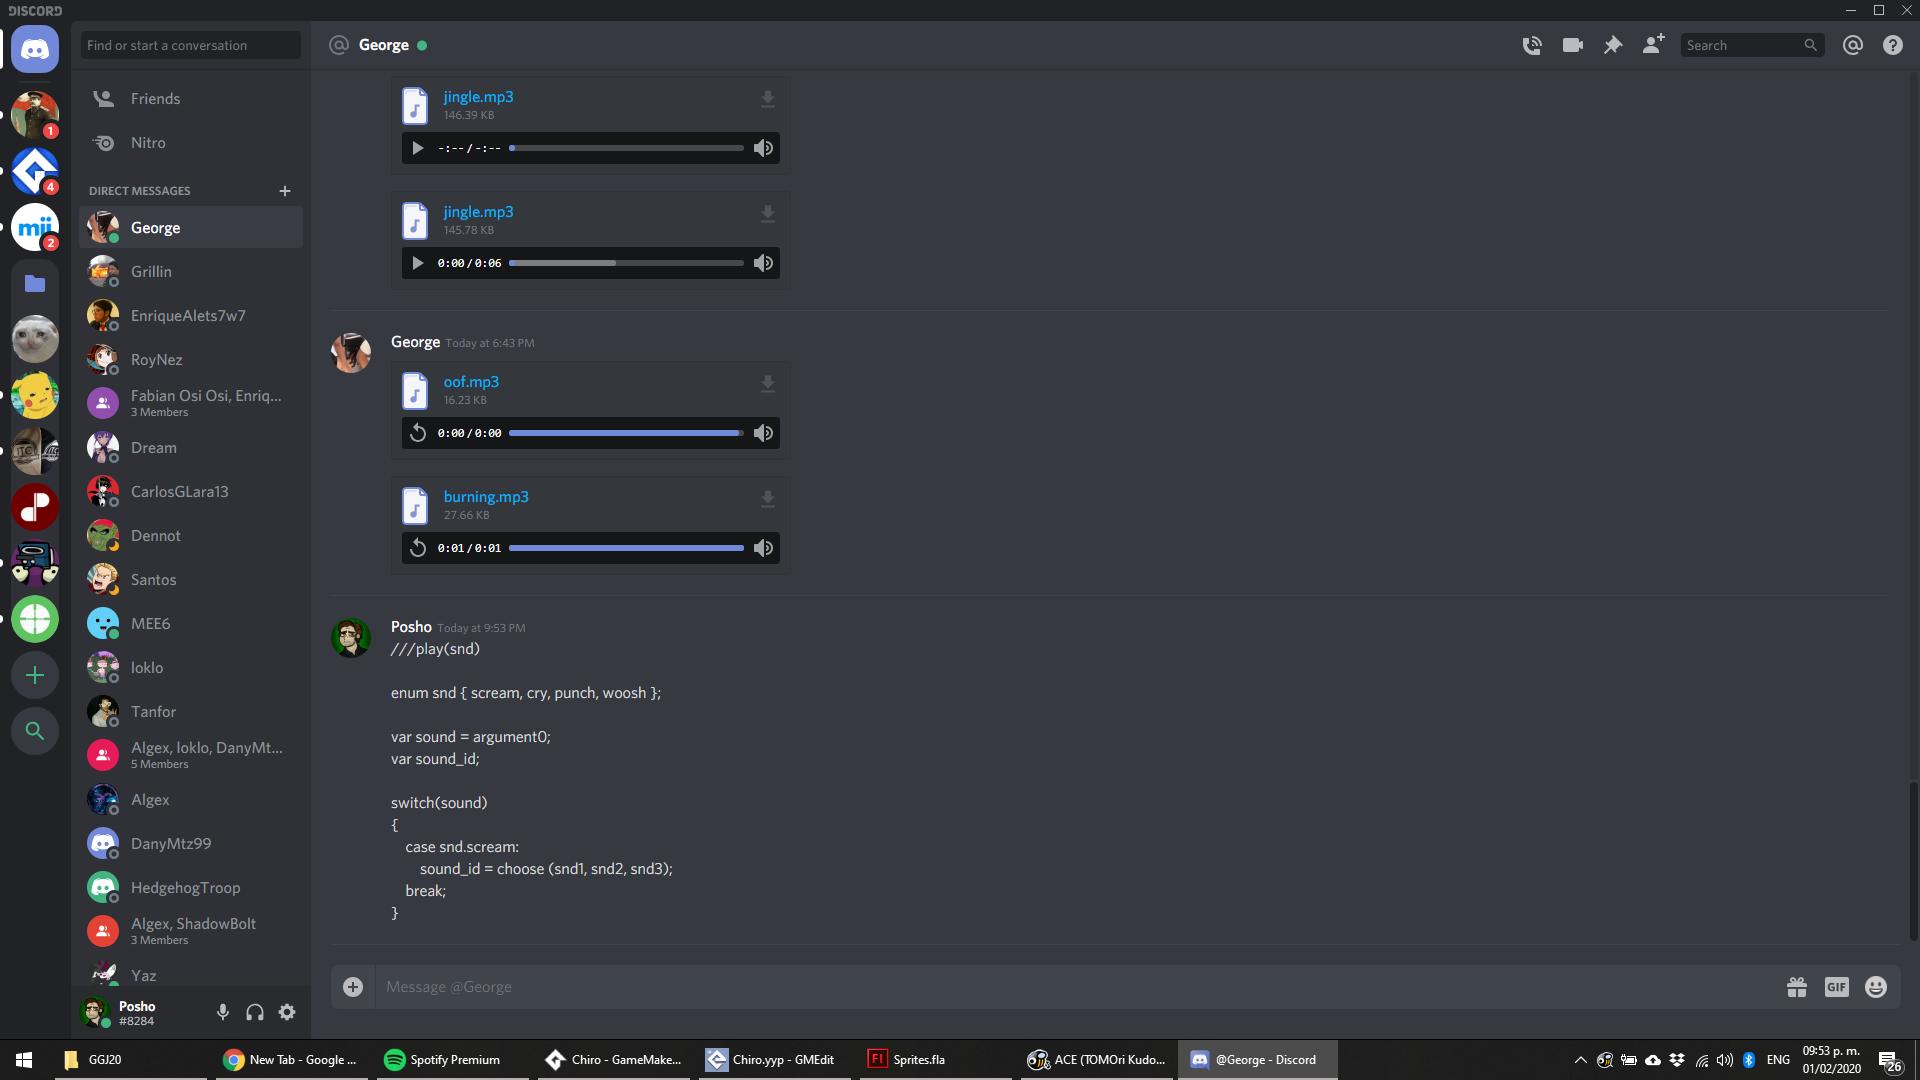 DISCORD
Find or start a conversation
George
Search
1
4
mii
2
Friends
Nitro
DIRECT MESSAGES
George
Grillin
EnriqueAlets7w7
RoyNez
Fabian Osi Osi, Enriq...
3 Members
Dream
CarlosGLara13
Dennot
Santos
MEE6
loklo
Tanfor
Algex, loklo, DanyMt...
5 Members
Algex
DanyMtz99
HedgehogTroop
Algex, ShadowBolt
3 Members
Yaz
Posho
#8284
jingle.mp3
146.39 KB
-:--/-:--
jingle.mp3
145.78 KB
0:00/0:06
George Today at 6:43 PM
oof.mp3
16.23 KB
0:00/0:00
burning.mp3
27.66 KB
0:01/0:01
Posho Today at 9:53 PM
///play(snd)
enum snd { scream, cry, punch, woosh };
var sound = argument0;
var sound_id;
switch(sound)
{
case snd.scream:
sound_id = choose (snd1, snd2, snd3);
break;
}
Message @George
GIF
GGJ20
New Tab - Google ...
Spotify Premium
Chiro - GameMake...
Chiro.yyp - GMEdit
Fl
Sprites.fla
ACE (TOMOri Kudo...
@George - Discord
ENG
09:53 p. m.
01/02/2020
26